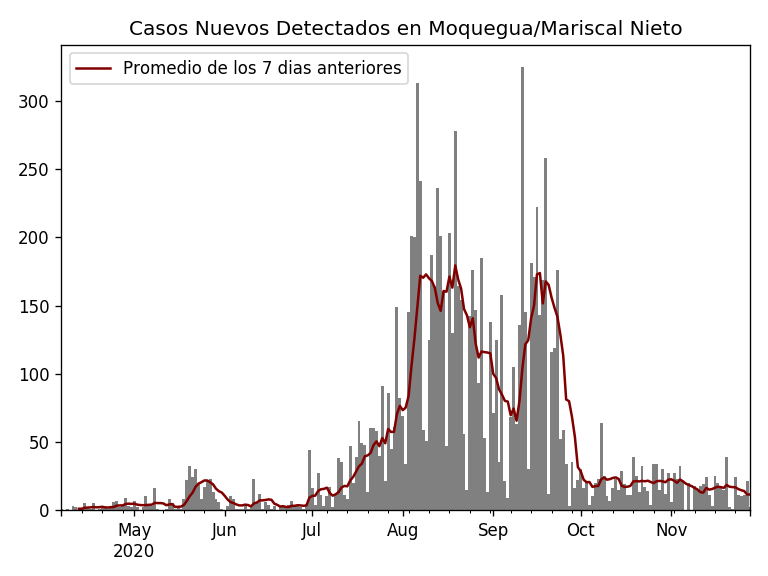 Casos Nuevos Detectados en Moquegua/Mariscal Nieto
Promedio de los 7 dias anteriores
300
250
200
150
100
50
0
May Jun Jul Aug Sep Oct Nov
2020